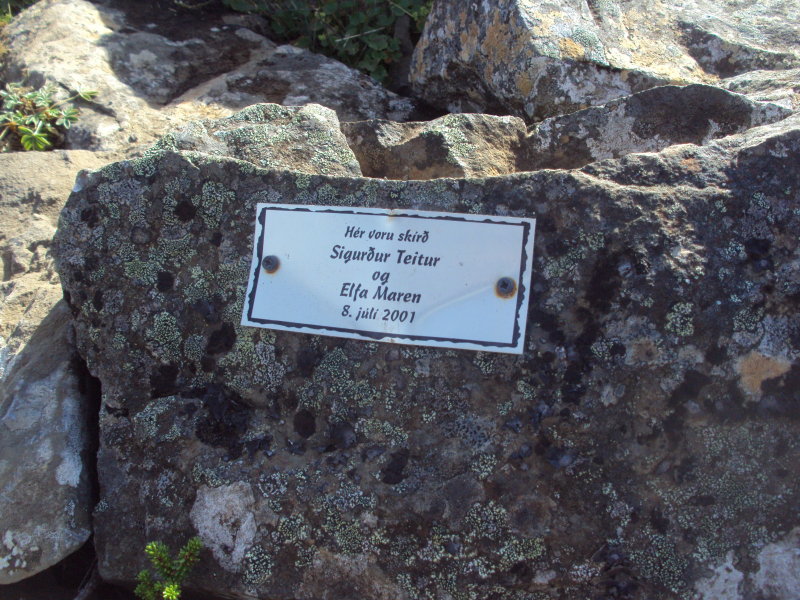 Hér voru skírð
Sigurður Teitur
og
Elfa Maren
8. júlí 2001